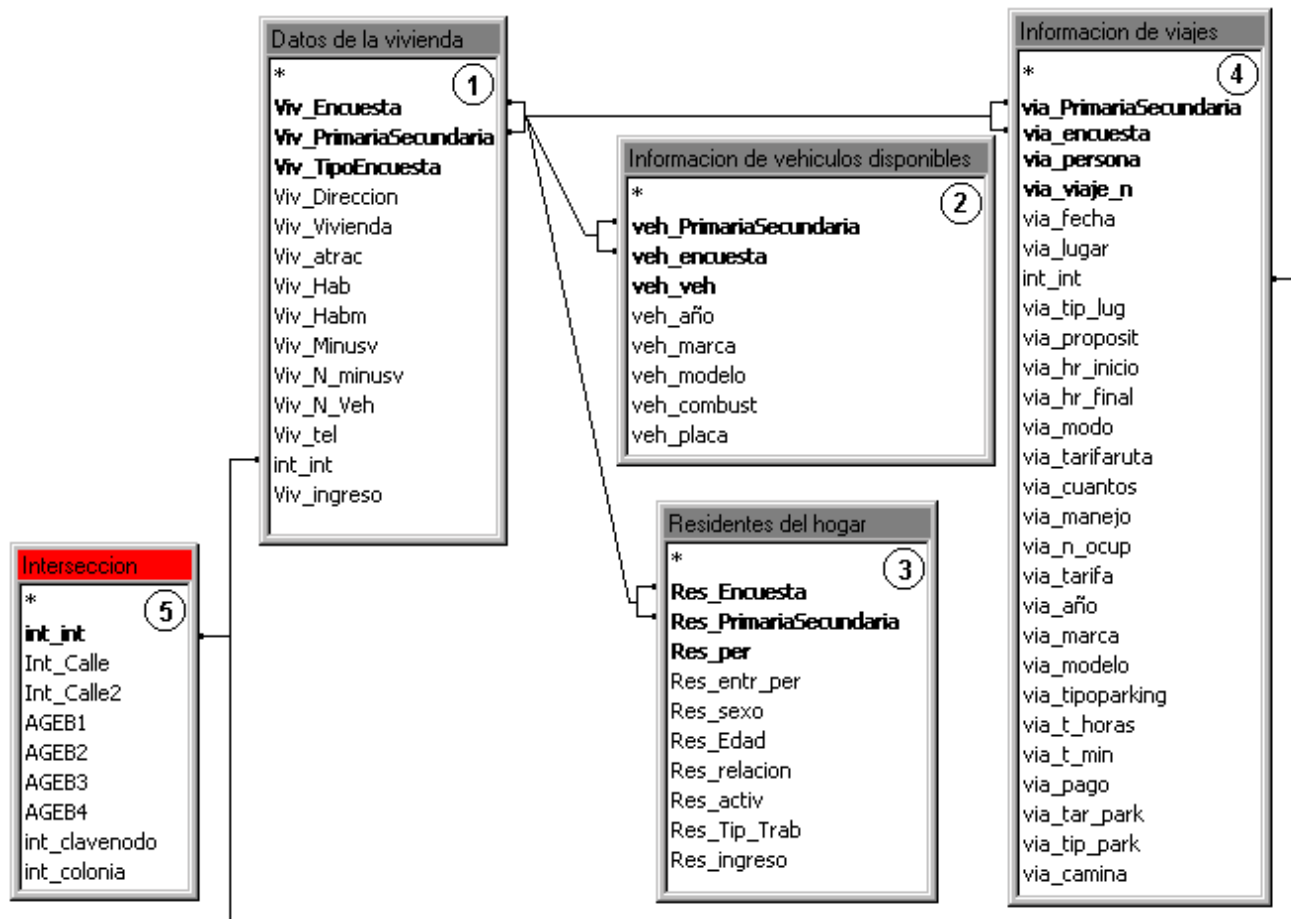 Datos de la vivienda
*
1
Viv_Encuesta
Viv_PrimariaSecundaria
Viv_TipoEncuesta
Viv_Direccion
Viv_Vivienda
Viv_atrac
Viv_Hab
Viv_Habm
Viv_Minusv
Viv_N_minusv
Viv_N_Veh
Viv_tel
int_int
Viv_ingreso
Informacion de vehiculos disponibles
*
2
veh_PrimariaSecundaria
veh_encuesta
veh_veh
veh_año
veh_marca
veh_modelo
veh_combust
veh_placa
Residentes del hogar
*
3
Res_Encuesta
Res_PrimariaSecundaria
Res_per
Res_entr_per
Res_sexo
Res_Edad
Res_relacion
Res_activ
Res_Tip_Trab
Res_ingreso
Informacion de viajes
*
4
via_PrimariaSecundaria
via_encuesta
via_persona
via_viaje_n
via_fecha
via_lugar
int_int
via_tip_lug
via_proposit
via_hr_inicio
via_hr_final
via_modo
via_tarifaruta
via_cuantos
via_manejo
via_n_ocup
via_tarifa
via_año
via_marca
via_modelo
via_tipoparking
via_t_horas
via_t_min
via_pago
via_tar_park
via_tip_park
via_camina
Interseccion
*
5
int_int
Int_Calle
Int_Calle2
AGEB1
AGEB2
AGEB3
AGEB4
int_clavenodo
int_colonia